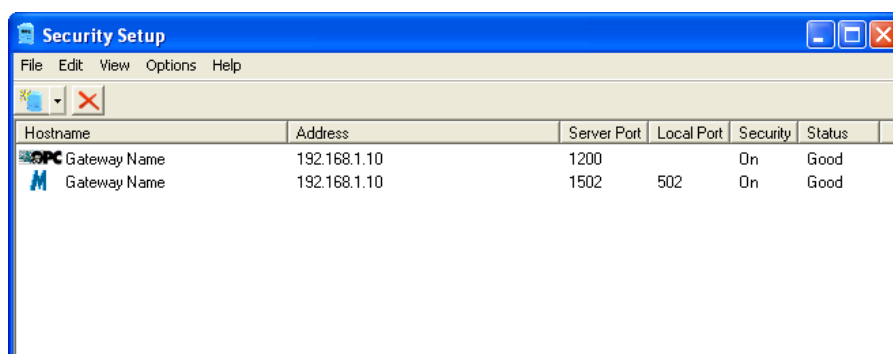 Security Setup
File Edit View Options Help
Hostname Address Server Port Local Port Security Status
OPC Gateway Name 192.168.1.10 1200 On Good
M Gateway Name 192.168.1.10 1502 502 On Good